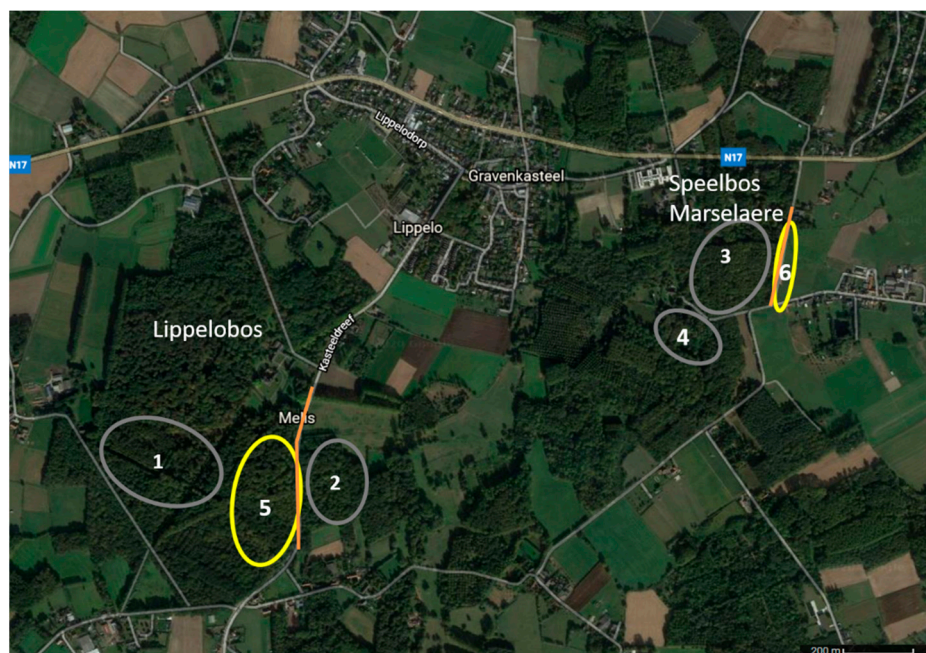 Lippelodorp
N17
N17
Gravenkasteel
Speelbos
Marselaere
Lippelo
3
6
Lippelobos
4
Kasteeldreef
Melis
1
2
5
200 m